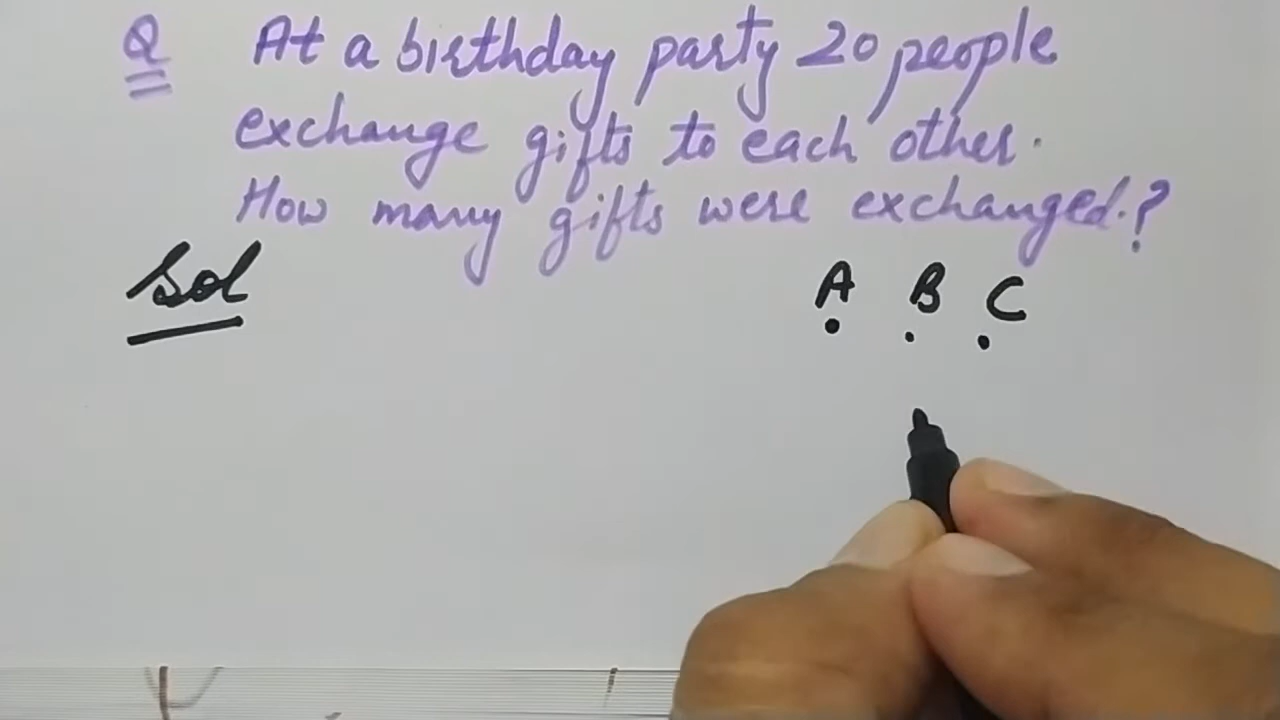 Q At a birthday party 20 people
exchange gifts to each other.
How many gifts were exchanged.?
Sol
A B C